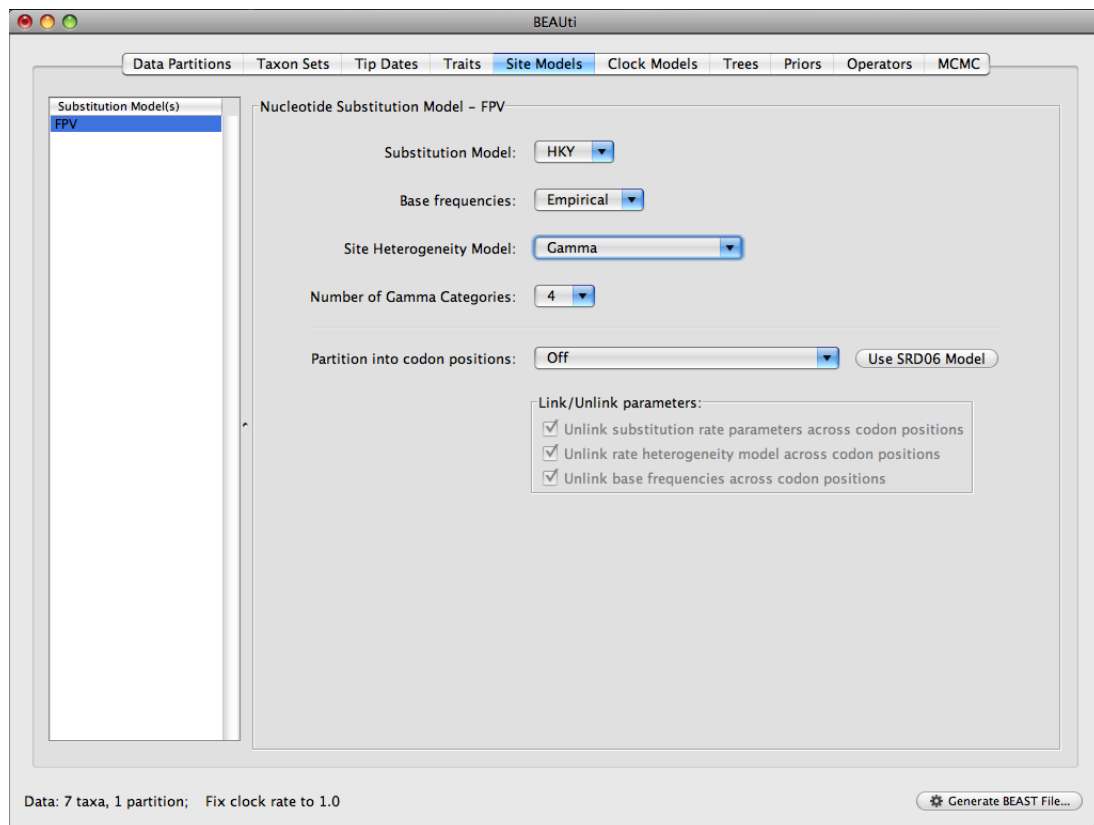 BEAUti
Data Partitions Taxon Sets Tip Dates Traits Site Models Clock Models Trees Priors Operators MCMC
Substitution Model(s)
FPV
Nucleotide Substitution Model – FPV
Substitution Model: HKY
Base frequencies: Empirical
Site Heterogeneity Model: Gamma
Number of Gamma Categories: 4
Partition into codon positions: Off Use SRD06 Model
Link/Unlink parameters:
Unlink substitution rate parameters across codon positions
Unlink rate heterogeneity model across codon positions
Unlink base frequencies across codon positions
Data: 7 taxa, 1 partition; Fix clock rate to 1.0
Generate BEAST File...